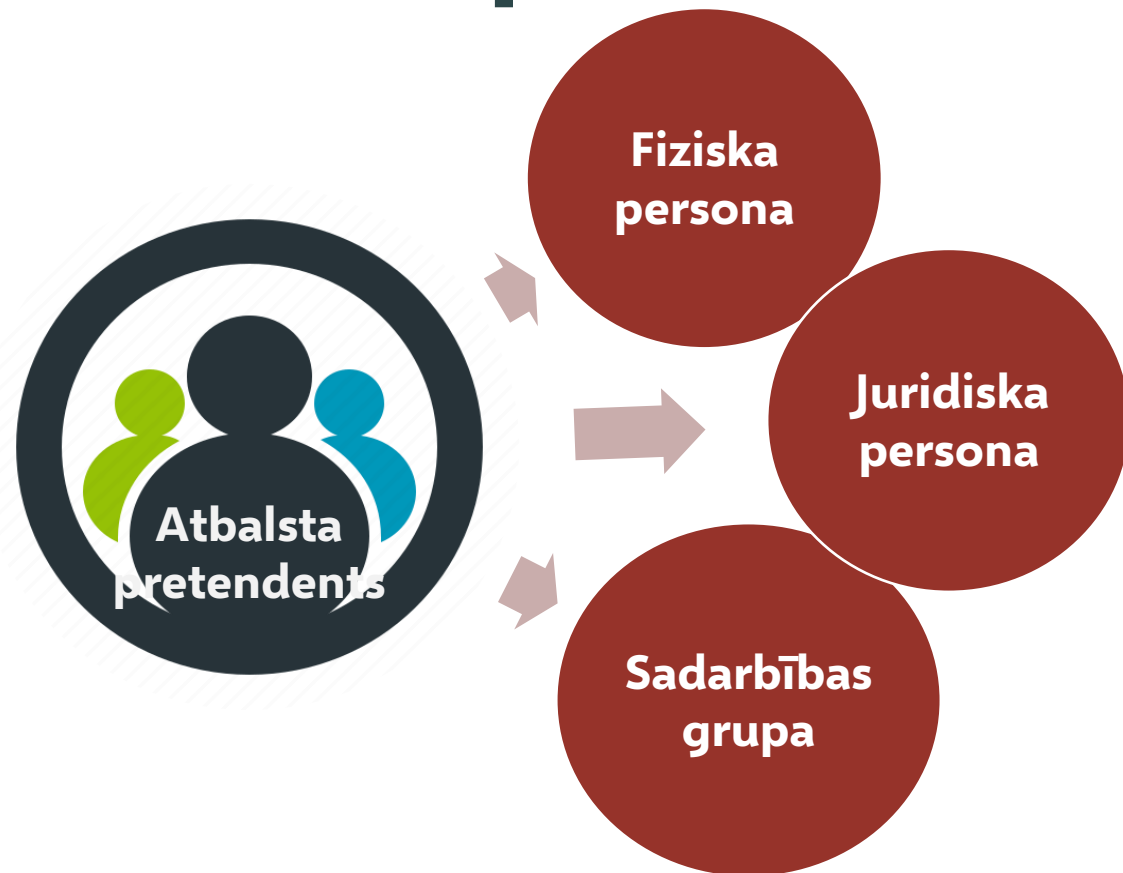 Fiziska
persona
Juridiska
persona
Atbalsta
pretendents
Sadarbības
grupa